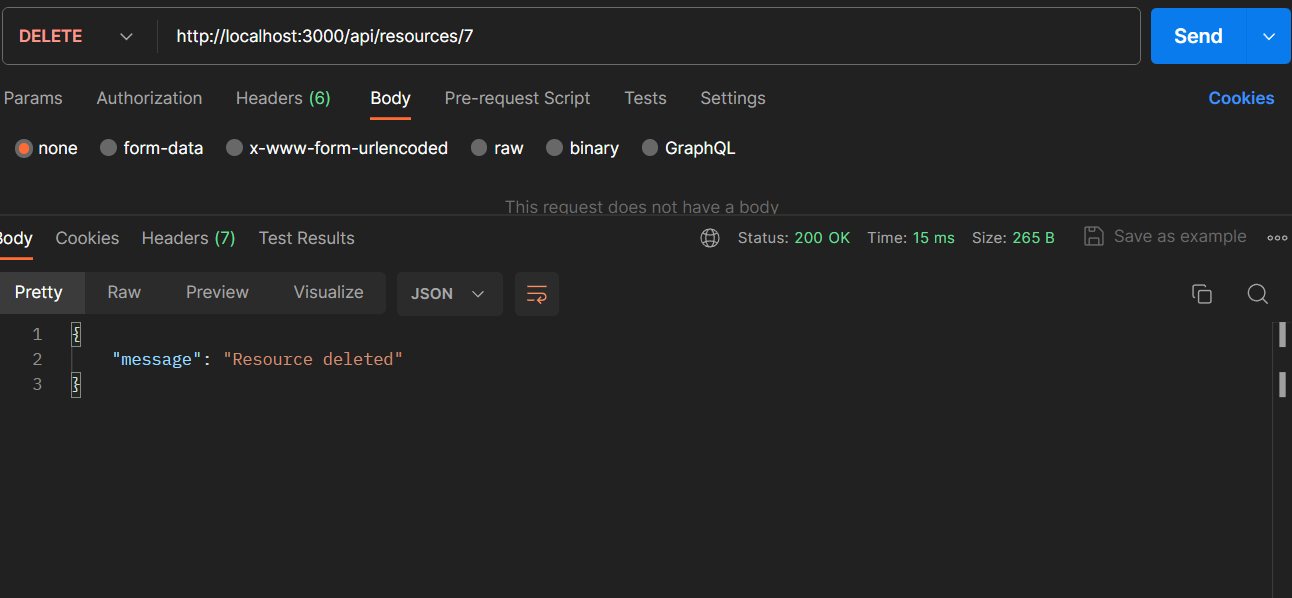 DELETE http://localhost:3000/api/resources/7 Send
Params Authorization Headers (6) Body Pre-request Script Tests Settings Cookies
none form-data x-www-form-urlencoded raw binary GraphQL
This request does not have a body
Body Cookies Headers (7) Test Results Status: 200 OK Time: 15 ms Size: 265 B Save as example
Pretty Raw Preview Visualize JSON
1 {
2 "message": "Resource deleted"
3 }